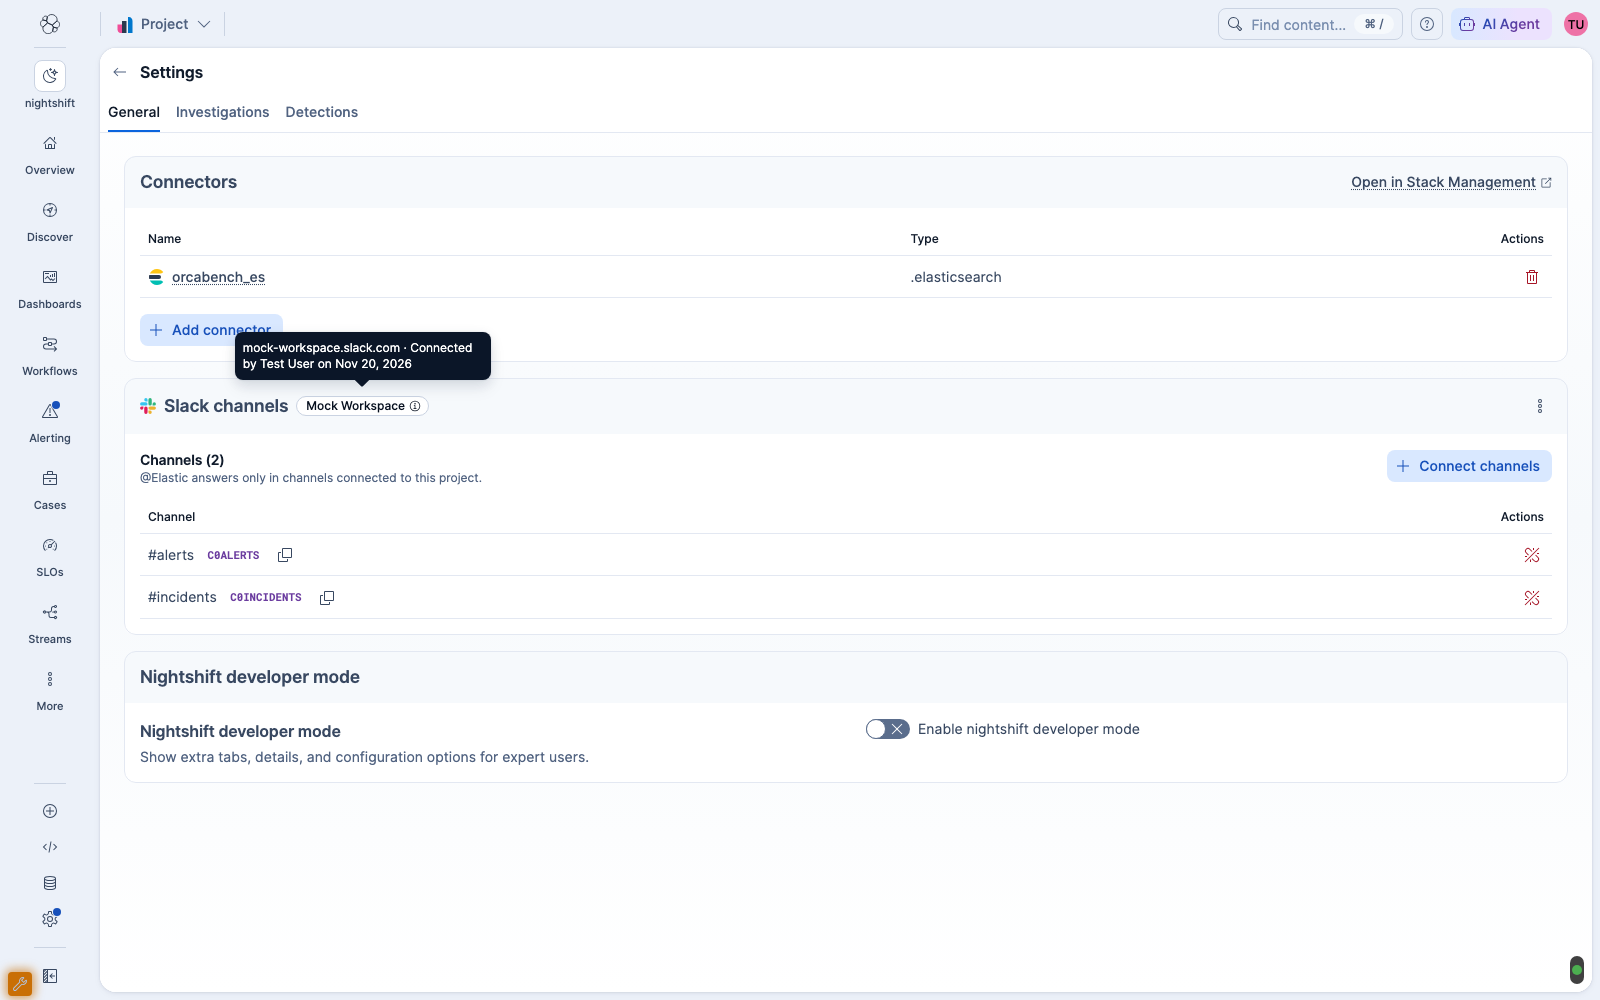 Project
Find content...
⌘ /
AI Agent
TU
nightshift
Overview
Discover
Dashboards
Workflows
Alerting
Cases
SLOs
Streams
More
Settings
General
Investigations
Detections
Connectors
Open in Stack Management
Name
Type
Actions
orcabench_es
.elasticsearch
Add connector
mock-workspace.slack.com · Connected
by Test User on Nov 20, 2026
Slack channels
Mock Workspace
Channels (2)
@Elastic answers only in channels connected to this project.
Connect channels
Channel
Actions
#alerts
C0ALERTS
#incidents
C0INCIDENTS
Nightshift developer mode
Nightshift developer mode
Show extra tabs, details, and configuration options for expert users.
Enable nightshift developer mode